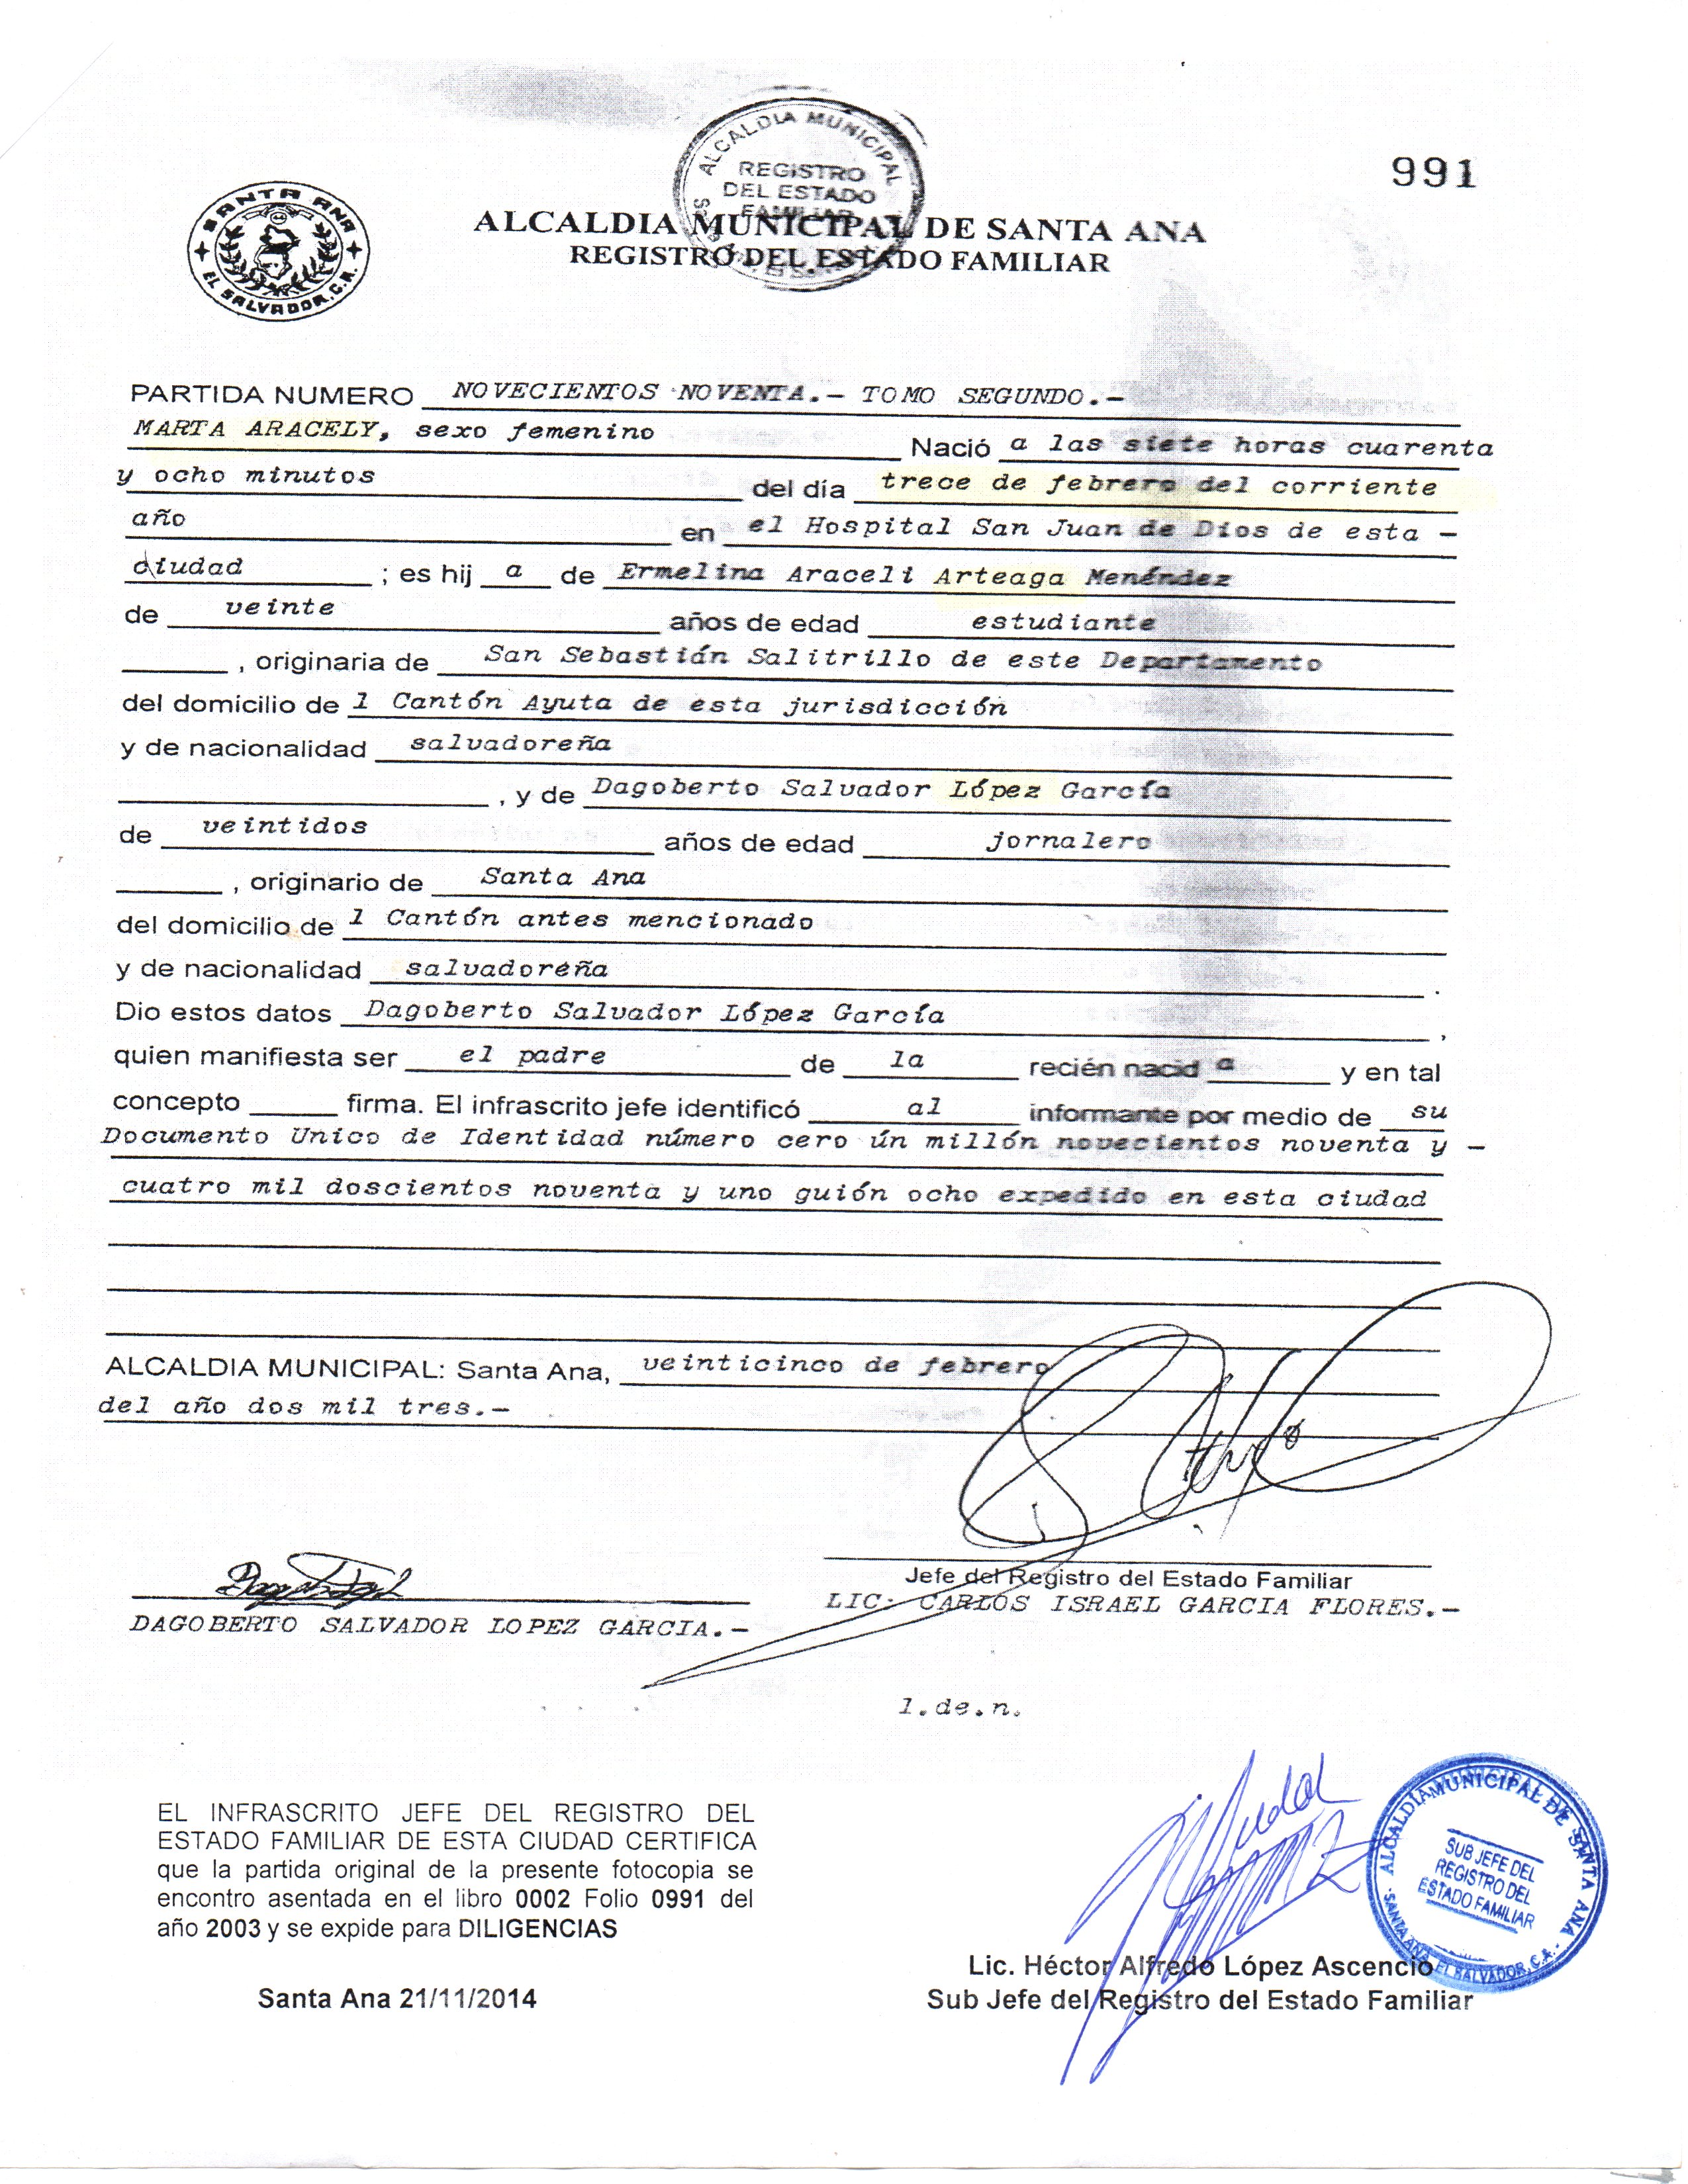 991
ALCALDIA MUNICIPAL
REGISTRO
DEL ESTADO
FAMILIAR
SANTA ANA
EL SALVADOR, C.A.
ALCALDIA MUNICIPAL DE SANTA ANA
REGISTRO DEL ESTADO FAMILIAR
PARTIDA NUMERO NOVECIENTOS NOVENTA.- TOMO SEGUNDO.-
MARTA ARACELY, sexo femenino Nació a las siete horas cuarenta
y ocho minutos del día trece de febrero del corriente
año en el Hospital San Juan de Dios de esta -
ciudad ; es hij a de Ermelina Araceli Arteaga Menéndez
de veinte años de edad estudiante
, originaria de San Sebastián Salitrillo de este Departamento
del domicilio de l Cantón Ayuta de esta jurisdicción
y de nacionalidad salvadoreña
, y de Dagoberto Salvador López García
de veintidos años de edad jornalero
, originario de Santa Ana
del domicilio de l Cantón antes mencionado
y de nacionalidad salvadoreña .
Dio estos datos Dagoberto Salvador López García ,
quien manifiesta ser el padre de la recién nacid a y en tal
concepto firma. El infrascrito jefe identificó al informante por medio de su
Documento Unico de Identidad número cero ún millón novecientos noventa y -
cuatro mil doscientos noventa y uno guión ocho expedido en esta ciudad
ALCALDIA MUNICIPAL: Santa Ana, veinticinco de febrero
del año dos mil tres.-
Jefe del Registro del Estado Familiar
LIC: CARLOS ISRAEL GARCIA FLORES.-
DAGOBERTO SALVADOR LOPEZ GARCIA.-
l.de.n.
EL INFRASCRITO JEFE DEL REGISTRO DEL
ESTADO FAMILIAR DE ESTA CIUDAD CERTIFICA
que la partida original de la presente fotocopia se
encontro asentada en el libro 0002 Folio 0991 del
año 2003 y se expide para DILIGENCIAS
Santa Ana 21/11/2014
ALCALDIA MUNICIPAL DE SANTA ANA
SUB JEFE DEL
REGISTRO DEL
ESTADO FAMILIAR
SANTA ANA, EL SALVADOR, C.A.
Lic. Héctor Alfredo López Ascencio
Sub Jefe del Registro del Estado Familiar